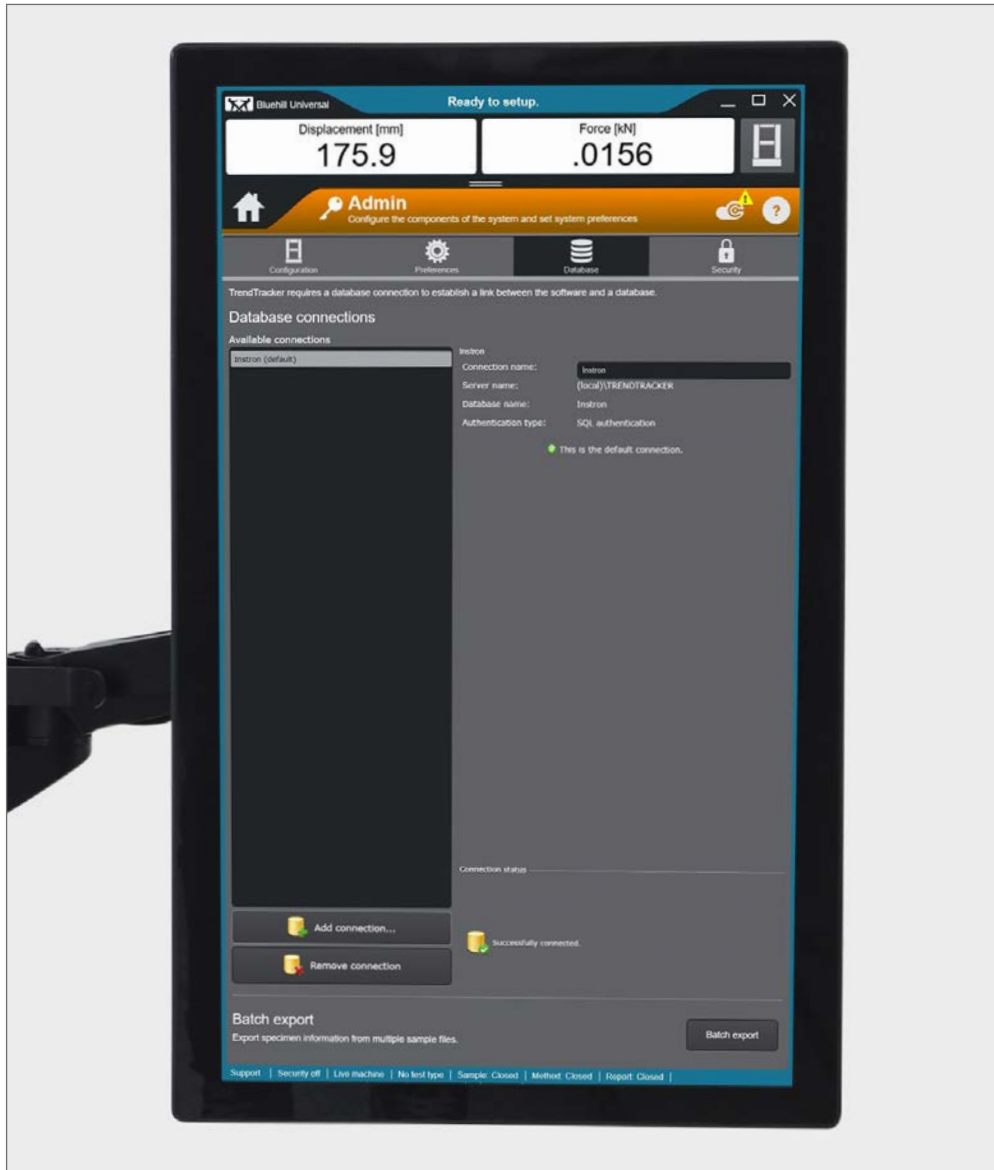 Bluehill Universal
Ready to setup.
Displacement [mm]
175.9
Force [kN]
.0156
Admin
Configure the components of the system and set system preferences
?
Configuration
Preferences
Database
Security
TrendTracker requires a database connection to establish a link between the software and a database.
Database connections
Available connections
Instron (default)
Instron
Connection name: Instron
Server name: (local)\TRENDTRACKER
Database name: Instron
Authentication type: SQL authentication
This is the default connection.
Connection status
Add connection...
Successfully connected.
Remove connection
Batch export
Export specimen information from multiple sample files.
Batch export
Support | Security off | Live machine | No test type | Sample: Closed | Method: Closed | Report: Closed |